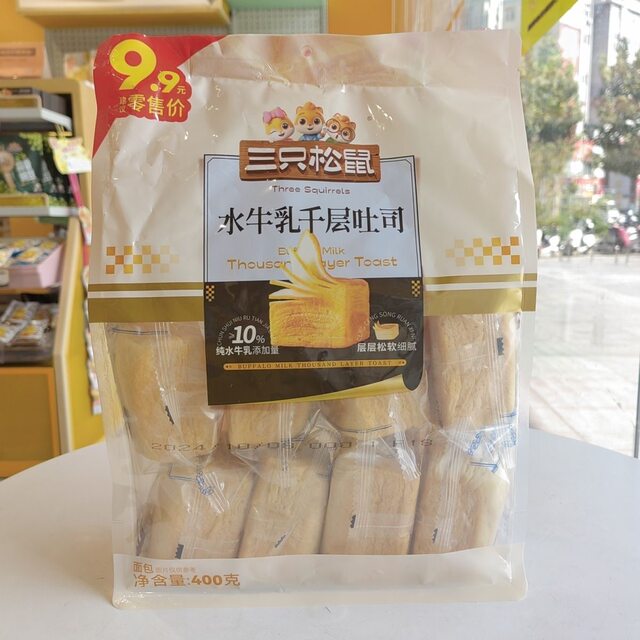 9.9元
建议
零售价
三只松鼠
Three Squirrels
水牛乳千层吐司
Milk
Layer Toast
10%
纯水牛乳添加量
层层松软细腻
BUFFALO MILK THOUSAND LAYER TOAST
面包
净含量:400克